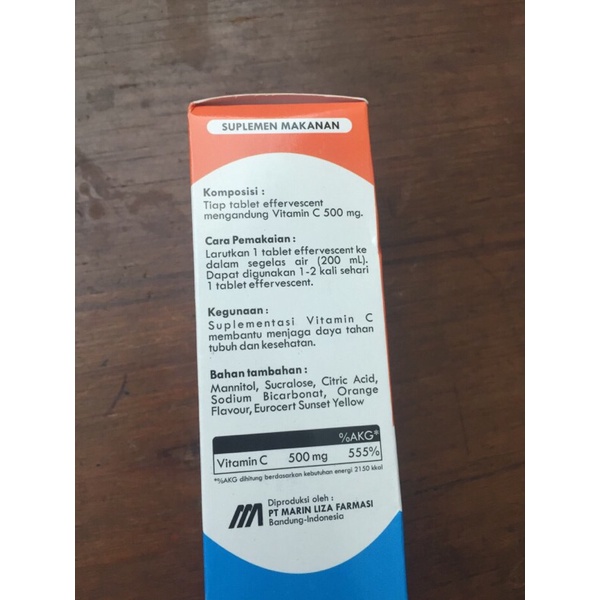 SUPLEMEN MAKANAN
Komposisi :
Tiap tablet effervescent
mengandung Vitamin C 500 mg.
Cara Pemakaian :
Larutkan 1 tablet effervescent ke
dalam segelas air (200 mL).
Dapat digunakan 1-2 kali sehari
1 tablet effervescent.
Kegunaan :
Suplementasi Vitamin C
membantu menjaga daya tahan
tubuh dan kesehatan.
Bahan tambahan :
Mannitol, Sucralose, Citric Acid,
Sodium Bicarbonat, Orange
Flavour, Eurocert Sunset Yellow
%AKG*
Vitamin C 500 mg 555%
*%AKG dihitung berdasarkan kebutuhan energi 2150 kkal
Diproduksi oleh :
PT MARIN LIZA FARMASI
Bandung-Indonesia